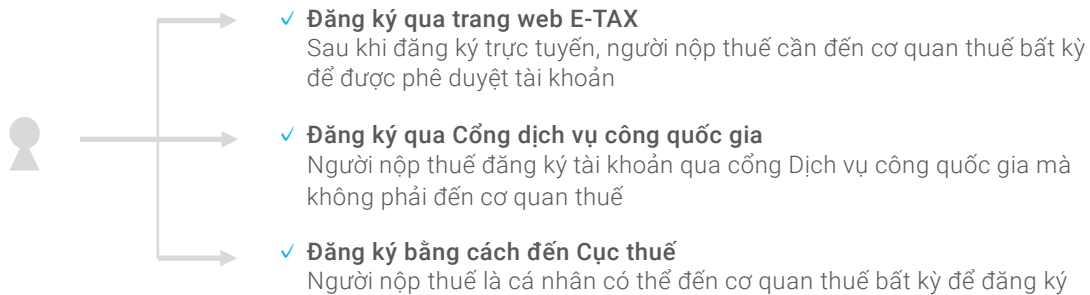 ✓ Đăng ký qua trang web E-TAX
Sau khi đăng ký trực tuyến, người nộp thuế cần đến cơ quan thuế bất kỳ
để được phê duyệt tài khoản
✓ Đăng ký qua Cổng dịch vụ công quốc gia
Người nộp thuế đăng ký tài khoản qua cổng Dịch vụ công quốc gia mà
không phải đến cơ quan thuế
✓ Đăng ký bằng cách đến Cục thuế
Người nộp thuế là cá nhân có thể đến cơ quan thuế bất kỳ để đăng ký